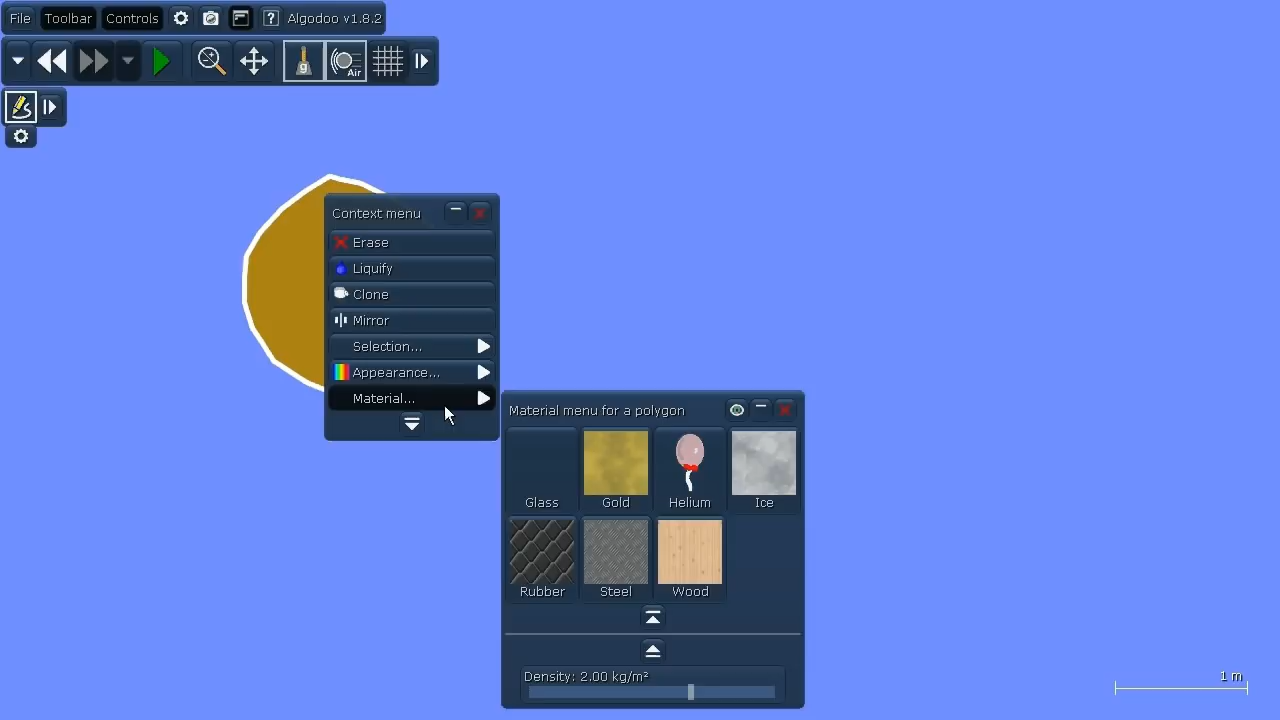 File Toolbar Controls ? Algodoo v1.8.2
g Air
Context menu
Erase
Liquify
Clone
Mirror
Selection...
Appearance...
Material...
Material menu for a polygon
Glass Gold Helium Ice
Rubber Steel Wood
Density: 2.00 kg/m²
1 m